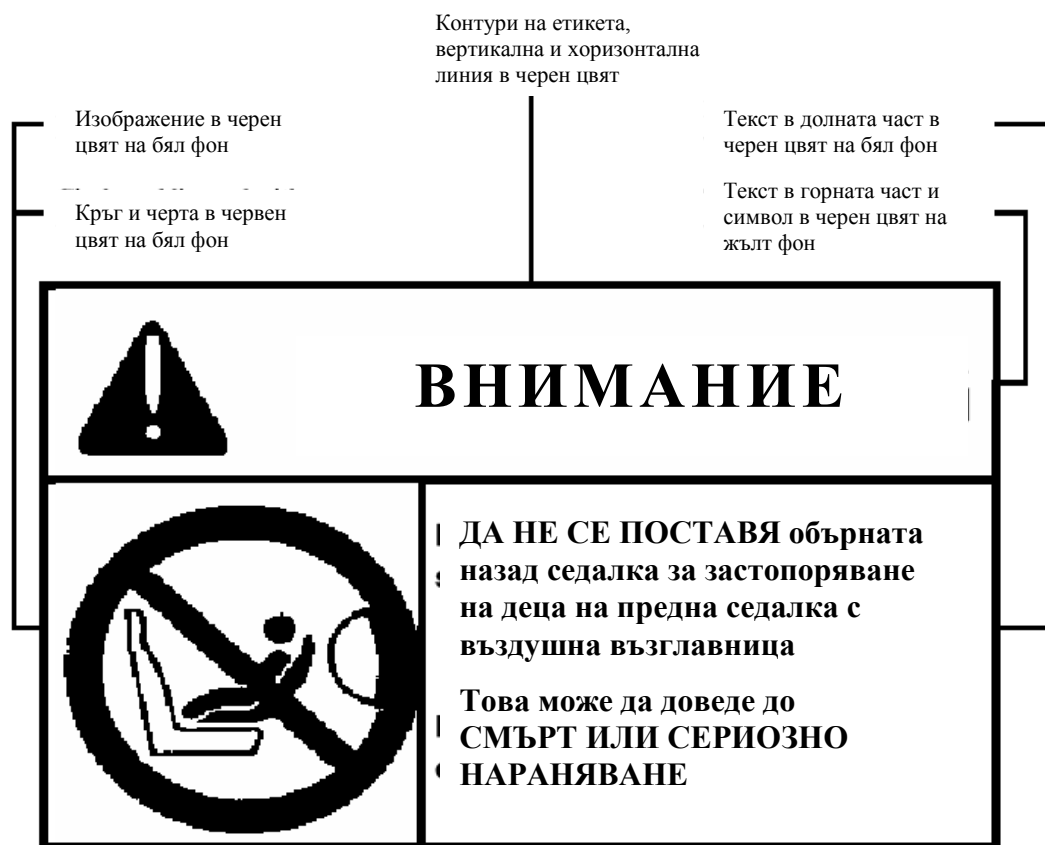 Контури на етикета,
вертикална и хоризонтална
линия в черен цвят
Изображение в черен
цвят на бял фон
Кръг и черта в червен
цвят на бял фон
Текст в долната част в
черен цвят на бял фон
Текст в горната част и
символ в черен цвят на
жълт фон
ВНИМАНИЕ
ДА НЕ СЕ ПОСТАВЯ обърната
назад седалка за застопоряване
на деца на предна седалка с
въздушна възглавница
Това може да доведе до
СМЪРТ ИЛИ СЕРИОЗНО
НАРАНЯВАНЕ